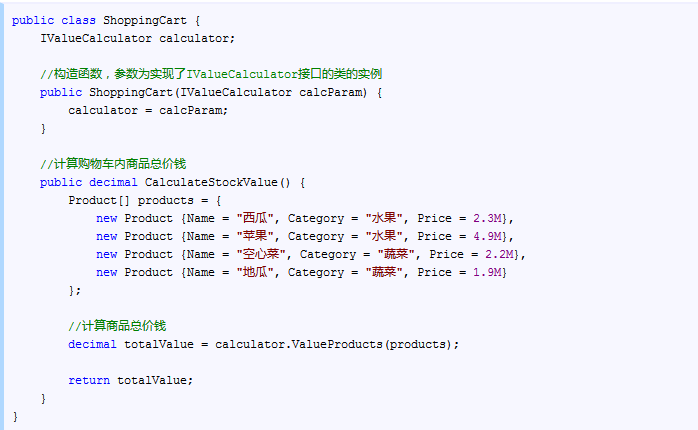 public class ShoppingCart {
    IValueCalculator calculator;

    //构造函数，参数为实现了IValueCalculator接口的类的实例
    public ShoppingCart(IValueCalculator calcParam) {
        calculator = calcParam;
    }

    //计算购物车内商品总价钱
    public decimal CalculateStockValue() {
        Product[] products = {
            new Product {Name = "西瓜", Category = "水果", Price = 2.3M},
            new Product {Name = "苹果", Category = "水果", Price = 4.9M},
            new Product {Name = "空心菜", Category = "蔬菜", Price = 2.2M},
            new Product {Name = "地瓜", Category = "蔬菜", Price = 1.9M}
        };

        //计算商品总价钱
        decimal totalValue = calculator.ValueProducts(products);

        return totalValue;
    }
}